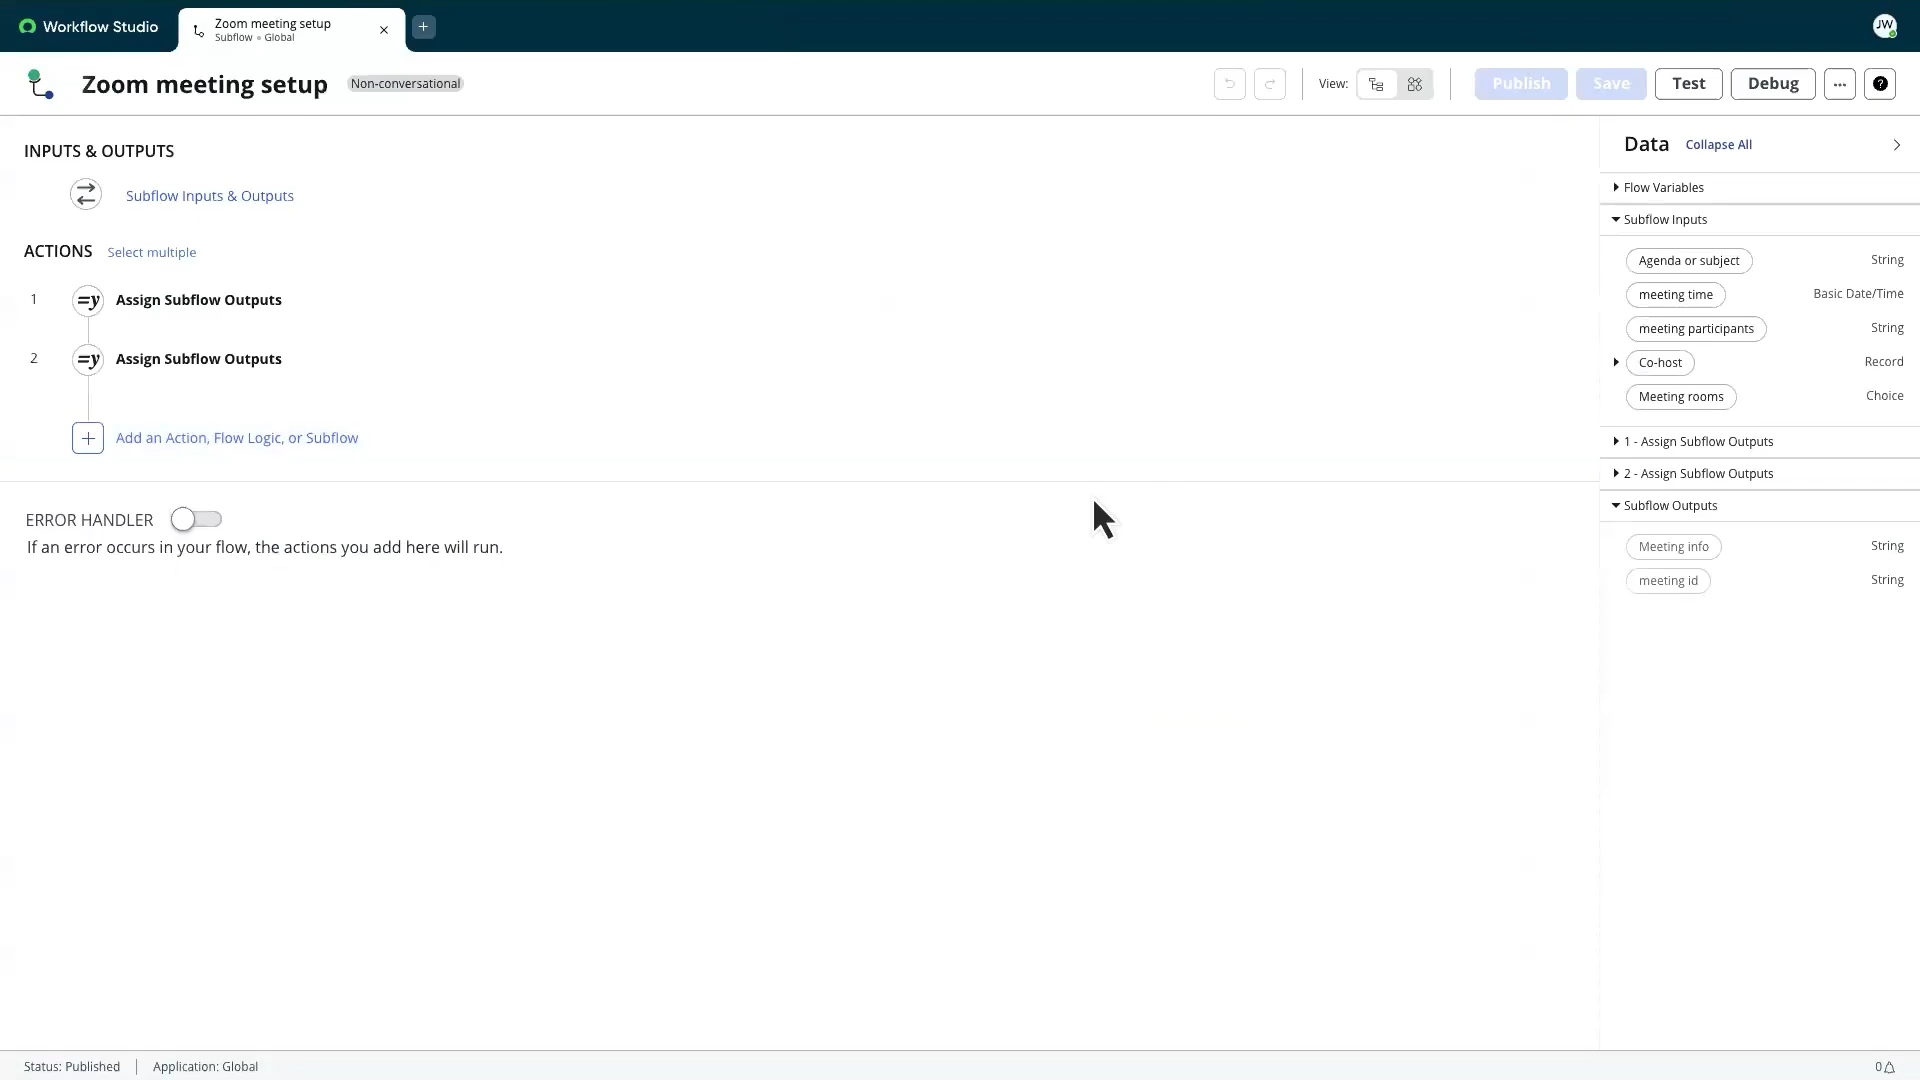 Workflow Studio
Zoom meeting setup
Subflow • Global
JW
Zoom meeting setup
Non-conversational
View:
Publish
Save
Test
Debug
...
?
INPUTS & OUTPUTS
Subflow Inputs & Outputs
ACTIONS
Select multiple
1
=y
Assign Subflow Outputs
2
=y
Assign Subflow Outputs
Add an Action, Flow Logic, or Subflow
ERROR HANDLER
If an error occurs in your flow, the actions you add here will run.
Data
Collapse All
Flow Variables
Subflow Inputs
Agenda or subject String
meeting time Basic Date/Time
meeting participants String
Co-host Record
Meeting rooms Choice
1 - Assign Subflow Outputs
2 - Assign Subflow Outputs
Subflow Outputs
Meeting info String
meeting id String
Status: Published
Application: Global
0